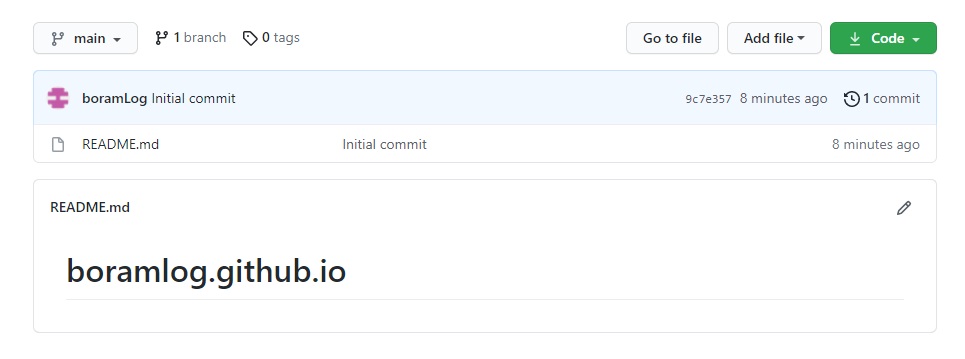 main 1 branch 0 tags Go to file Add file Code
boramLog Initial commit 9c7e357 8 minutes ago 1 commit
README.md Initial commit 8 minutes ago
README.md
boramlog.github.io